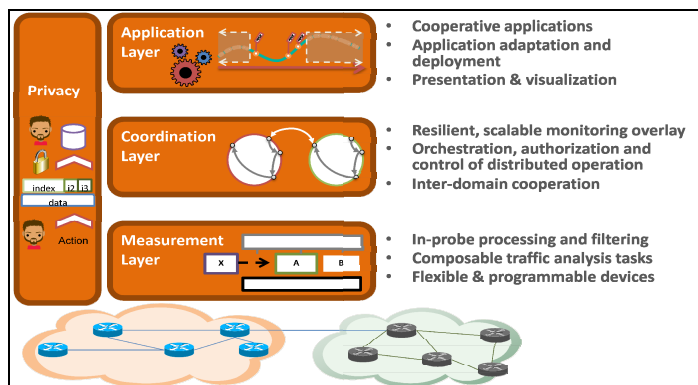 Privacy
index i2 i3
data
Action
Application
Layer
• Cooperative applications
• Application adaptation and
deployment
• Presentation & visualization
Coordination
Layer
• Resilient, scalable monitoring overlay
• Orchestration, authorization and
control of distributed operation
• Inter-domain cooperation
Measurement
Layer
X A B
• In-probe processing and filtering
• Composable traffic analysis tasks
• Flexible & programmable devices